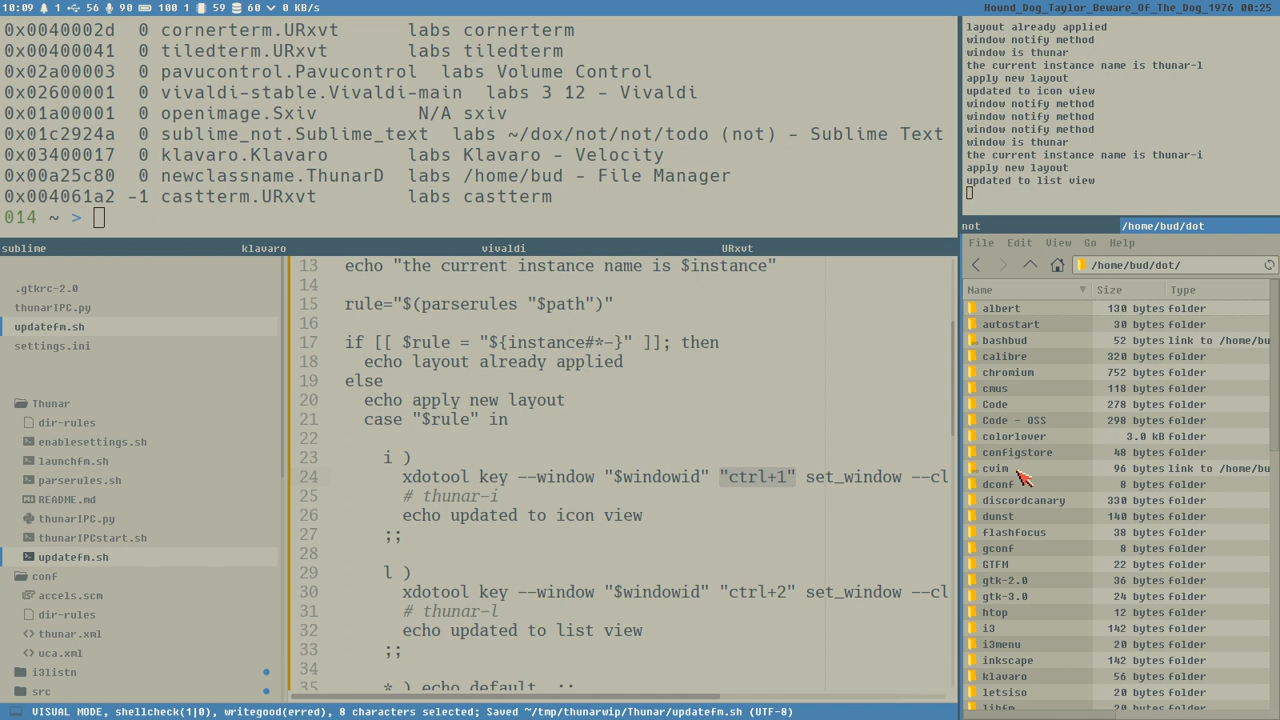 10:09 1 56 90 100 1 59 60 0 KB/s
Hound_Dog_Taylor_Beware_Of_The_Dog_1976 00:25
0x0040002d 0 cornerterm.URxvt labs cornerterm
0x00400041 0 tiledterm.URxvt labs tiledterm
0x02a00003 0 pavucontrol.Pavucontrol labs Volume Control
0x02600001 0 vivaldi-stable.Vivaldi-main labs 3 12 - Vivaldi
0x01a00001 0 openimage.Sxiv N/A sxiv
0x01c2924a 0 sublime_not.Sublime_text labs ~/dox/not/not/todo (not) - Sublime Text
0x03400017 0 klavaro.Klavaro labs Klavaro - Velocity
0x00a25c80 0 newclassname.ThunarD labs /home/bud - File Manager
0x004061a2 -1 castterm.URxvt labs castterm
014 ~ >
layout already applied
window notify method
window is thunar
the current instance name is thunar-l
apply new layout
updated to icon view
window notify method
window notify method
window notify method
window is thunar
the current instance name is thunar-i
apply new layout
updated to list view
sublime klavaro vivaldi URxvt
.gtkrc-2.0
thunarIPC.py
updatefm.sh
settings.ini
Thunar
dir-rules
enablesettings.sh
launchfm.sh
parserules.sh
README.md
thunarIPC.py
thunarIPCstart.sh
updatefm.sh
conf
accels.scm
dir-rules
thunar.xml
uca.xml
i3listn
src
13 echo "the current instance name is $instance"
14
15 rule="$(parserules "$path")"
16
17 if [[ $rule = "${instance#*-}" ]]; then
18 echo layout already applied
19 else
20 echo apply new layout
21 case "$rule" in
22
23 i )
24 xdotool key --window "$windowid" "ctrl+1" set_window --cl
25 # thunar-i
26 echo updated to icon view
27 ;;
28
29 l )
30 xdotool key --window "$windowid" "ctrl+2" set_window --cl
31 # thunar-l
32 echo updated to list view
33 ;;
34
35 * ) echo default ;;
not /home/bud/dot
File Edit View Go Help
/home/bud/dot/
Name Size Type
albert 130 bytes folder
autostart 30 bytes folder
bashbud 52 bytes link to /home/bu
calibre 320 bytes folder
chromium 752 bytes folder
cmus 118 bytes folder
Code 278 bytes folder
Code - OSS 298 bytes folder
colorlover 3.0 kB folder
configstore 48 bytes folder
cvim 96 bytes link to /home/bu
dconf 8 bytes folder
discordcanary 330 bytes folder
dunst 140 bytes folder
flashfocus 38 bytes folder
gconf 8 bytes folder
GTFM 22 bytes folder
gtk-2.0 36 bytes folder
gtk-3.0 24 bytes folder
htop 12 bytes folder
i3 142 bytes folder
i3menu 20 bytes folder
inkscape 142 bytes folder
klavaro 56 bytes folder
letsiso 20 bytes folder
libfm 20 bytes folder
VISUAL MODE, shellcheck(1|0), writegood(erred), 8 characters selected; Saved ~/tmp/thunarwip/Thunar/updatefm.sh (UTF-8)